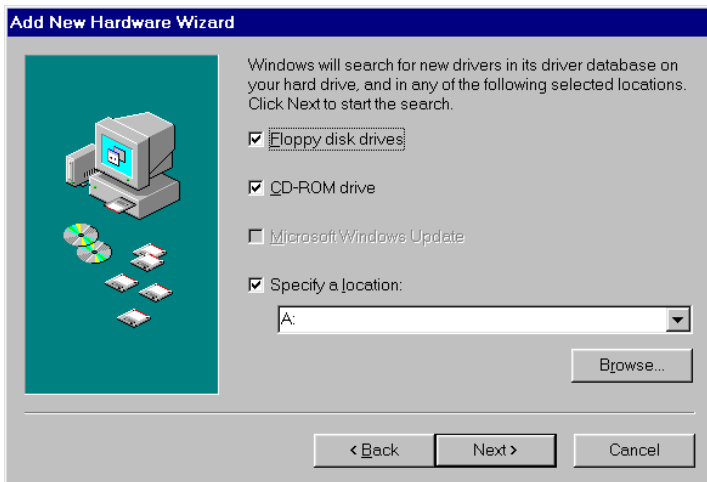 Add New Hardware Wizard
Windows will search for new drivers in its driver database on
your hard drive, and in any of the following selected locations.
Click Next to start the search.
Floppy disk drives
CD-ROM drive
Microsoft Windows Update
Specify a location:
A:
Browse...
< Back
Next >
Cancel